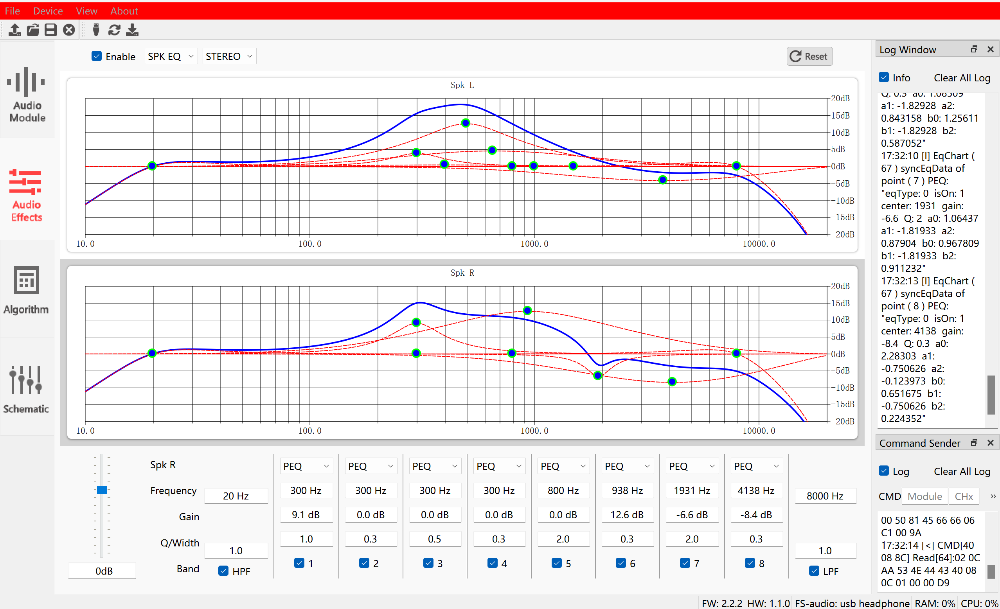 File Device View About
Enable SPK EQ STEREO Reset
Audio
Module
Audio
Effects
Algorithm
Schematic
Spk L
20dB
15dB
10dB
5dB
0dB
-5dB
-10dB
-15dB
-20dB
10.0 100.0 1000.0 10000.0
Spk R
20dB
15dB
10dB
5dB
0dB
-5dB
-10dB
-15dB
-20dB
10.0 100.0 1000.0 10000.0
Spk R PEQ PEQ PEQ PEQ PEQ PEQ PEQ PEQ
Frequency 20 Hz 300 Hz 300 Hz 300 Hz 300 Hz 800 Hz 938 Hz 1931 Hz 4138 Hz 8000 Hz
Gain 9.1 dB 0.0 dB 0.0 dB 0.0 dB 0.0 dB 12.6 dB -6.6 dB -8.4 dB
Q/Width 1.0 1.0 0.3 0.5 0.3 2.0 0.3 2.0 0.3 1.0
0dB Band HPF 1 2 3 4 5 6 7 8 LPF
Log Window
Info Clear All Log
Q: 0.5 a0: 1.08309
a1: -1.82928 a2:
0.843158 b0: 1.25611
b1: -1.82928 b2:
0.587052"
17:32:10 [I] EqChart (
67 ) syncEqData of
point ( 7 ) PEQ:
"eqType: 0 isOn: 1
center: 1931 gain:
-6.6 Q: 2 a0: 1.06437
a1: -1.81933 a2:
0.87904 b0: 0.967809
b1: -1.81933 b2:
0.911232"
17:32:13 [I] EqChart (
67 ) syncEqData of
point ( 8 ) PEQ:
"eqType: 0 isOn: 1
center: 4138 gain:
-8.4 Q: 0.3 a0:
2.28303 a1:
-0.750626 a2:
-0.123973 b0:
0.651675 b1:
-0.750626 b2:
0.224352"
Command Sender
Log Clear All Log
CMD Module CHx »
00 50 81 45 66 66 06
C1 00 9A
17:32:14 [<] CMD[40
08 8C] Read[64]:02 0C
AA 53 4E 44 43 40 08
0C 01 00 00 D9
FW: 2.2.2 HW: 1.1.0 FS-audio: usb headphone RAM: 0% CPU: 0%